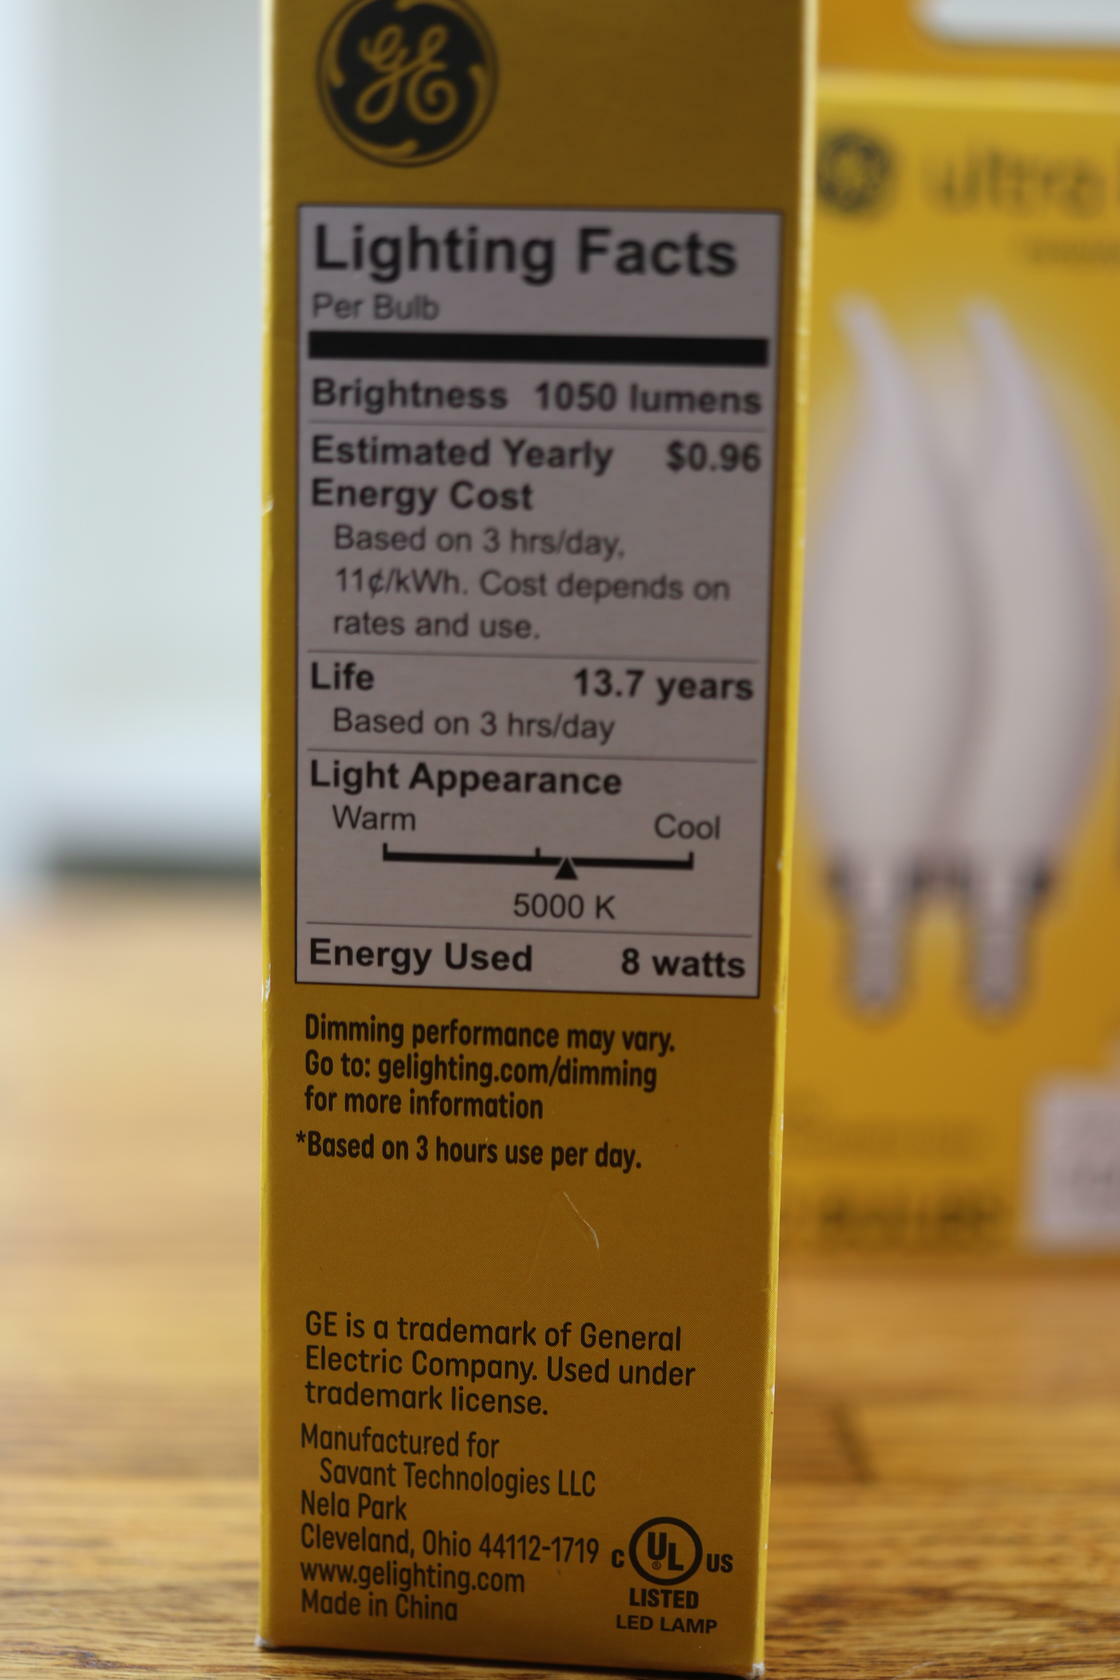 GE
Lighting Facts
Per Bulb
Brightness 1050 lumens
Estimated Yearly $0.96
Energy Cost
Based on 3 hrs/day,
11¢/kWh. Cost depends on
rates and use.
Life 13.7 years
Based on 3 hrs/day
Light Appearance
Warm Cool
5000 K
Energy Used 8 watts
Dimming performance may vary.
Go to: gelighting.com/dimming
for more information
*Based on 3 hours use per day.
GE is a trademark of General
Electric Company. Used under
trademark license.
Manufactured for
Savant Technologies LLC
Nela Park
Cleveland, Ohio 44112-1719
www.gelighting.com
Made in China
C UL ® US
LISTED
LED LAMP
ultra